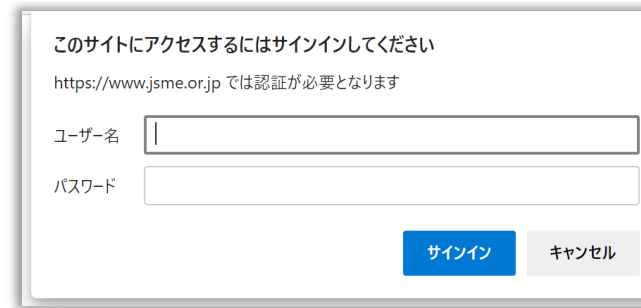 このサイトにアクセスするにはサインインしてください
https://www.jsme.or.jp では認証が必要となります
ユーザー名
パスワード
サインイン
キャンセル